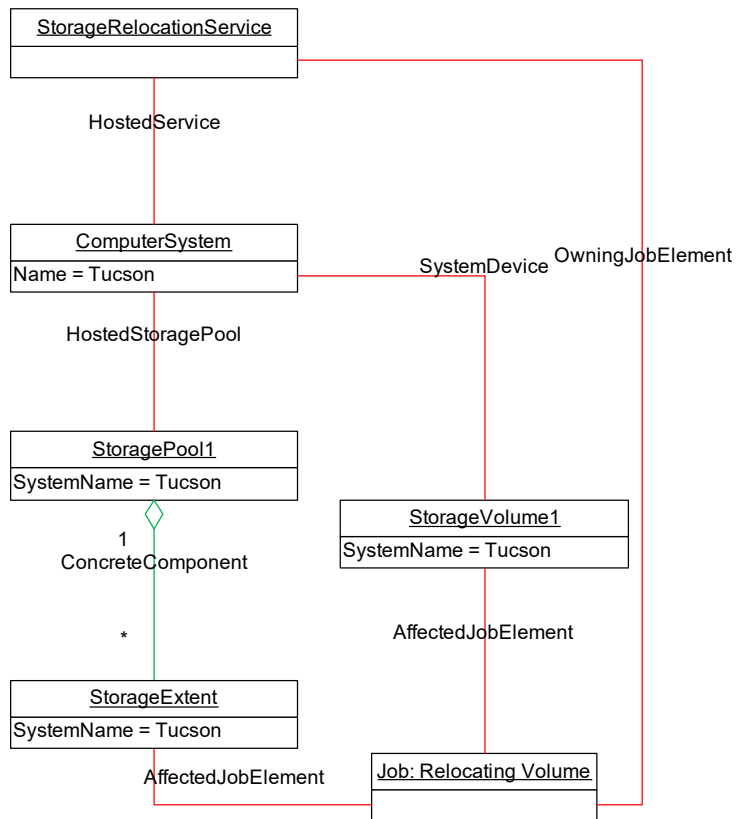 StorageRelocationService
HostedService
ComputerSystem
Name = Tucson
SystemDevice
OwningJobElement
HostedStoragePool
StoragePool1
SystemName = Tucson
1
ConcreteComponent
StorageVolume1
SystemName = Tucson
*
AffectedJobElement
StorageExtent
SystemName = Tucson
AffectedJobElement
Job: Relocating Volume